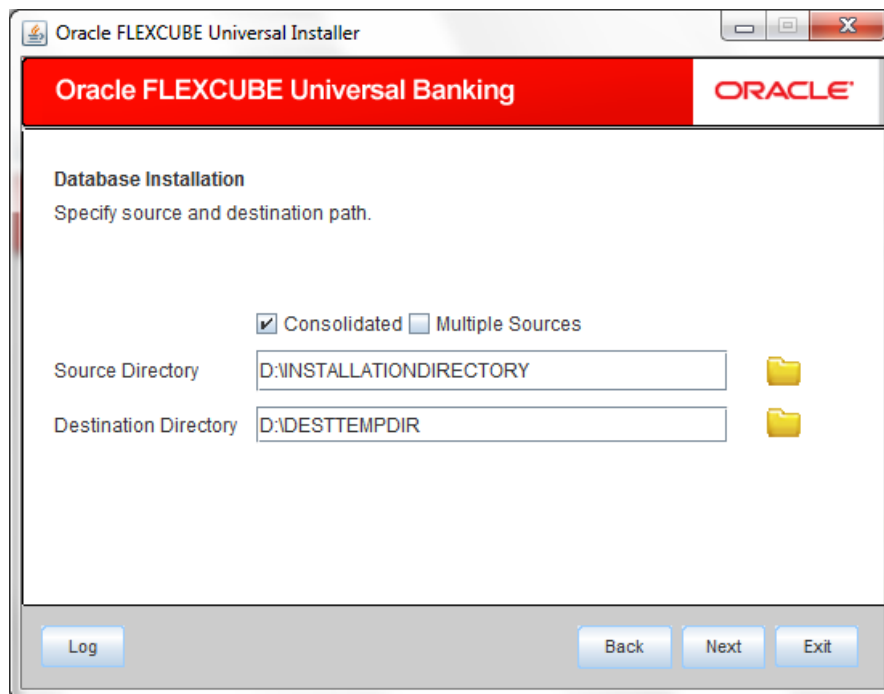 Oracle FLEXCUBE Universal Installer
Oracle FLEXCUBE Universal Banking
ORACLE
Database Installation
Specify source and destination path.
Consolidated Multiple Sources
Source Directory D:\INSTALLATIONDIRECTORY
Destination Directory D:\DESTTEMPDIR
Log Back Next Exit